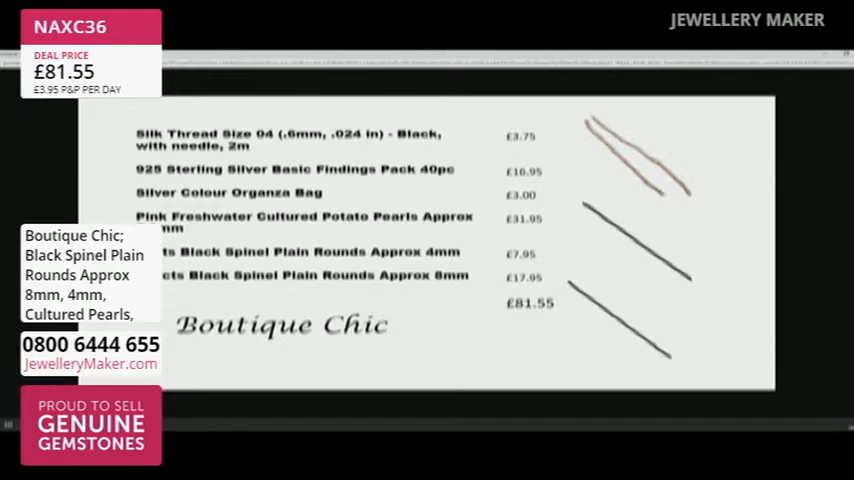 NAXC36
DEAL PRICE
£81.55
£3.95 P&P PER DAY
JEWELLERY MAKER
Silk Thread Size 04 (.6mm, .024 in) - Black, £3.75
with needle, 2m
925 Sterling Silver Basic Findings Pack 40pc £16.95
Silver Colour Organza Bag £3.00
Pink Freshwater Cultured Potato Pearls Approx £31.95
mm
ts Black Spinel Plain Rounds Approx 4mm £7.95
cts Black Spinel Plain Rounds Approx 8mm £17.95
£81.55
Boutique Chic
Boutique Chic;
Black Spinel Plain
Rounds Approx
8mm, 4mm,
Cultured Pearls,
0800 6444 655
JewelleryMaker.com
PROUD TO SELL
GENUINE
GEMSTONES